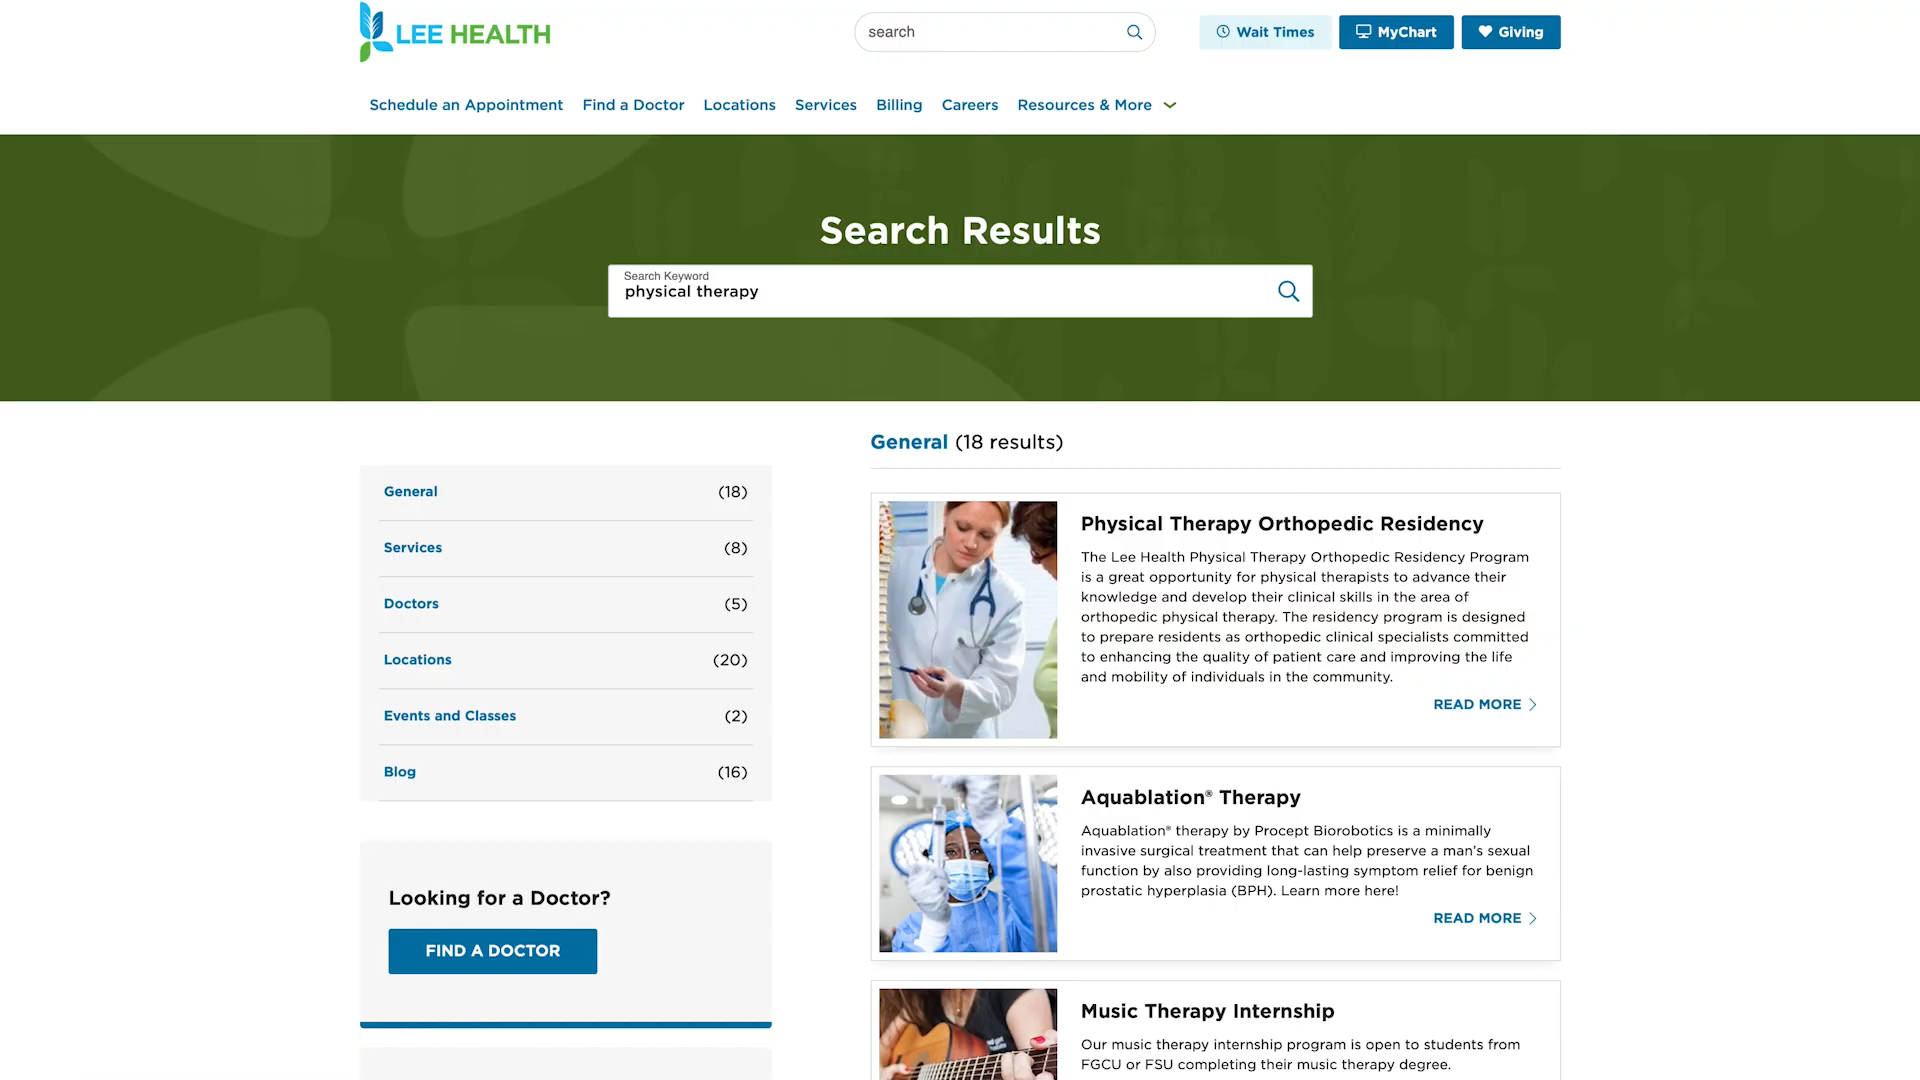 LEE HEALTH
search
Wait Times
MyChart
Giving
Schedule an Appointment
Find a Doctor
Locations
Services
Billing
Careers
Resources & More
Search Results
Search Keyword
physical therapy
General (18)
Services (8)
Doctors (5)
Locations (20)
Events and Classes (2)
Blog (16)
Looking for a Doctor?
FIND A DOCTOR
General (18 results)
Physical Therapy Orthopedic Residency
The Lee Health Physical Therapy Orthopedic Residency Program
is a great opportunity for physical therapists to advance their
knowledge and develop their clinical skills in the area of
orthopedic physical therapy. The residency program is designed
to prepare residents as orthopedic clinical specialists committed
to enhancing the quality of patient care and improving the life
and mobility of individuals in the community.
READ MORE
Aquablation® Therapy
Aquablation® therapy by Procept Biorobotics is a minimally
invasive surgical treatment that can help preserve a man's sexual
function by also providing long-lasting symptom relief for benign
prostatic hyperplasia (BPH). Learn more here!
READ MORE
Music Therapy Internship
Our music therapy internship program is open to students from
FGCU or FSU completing their music therapy degree.